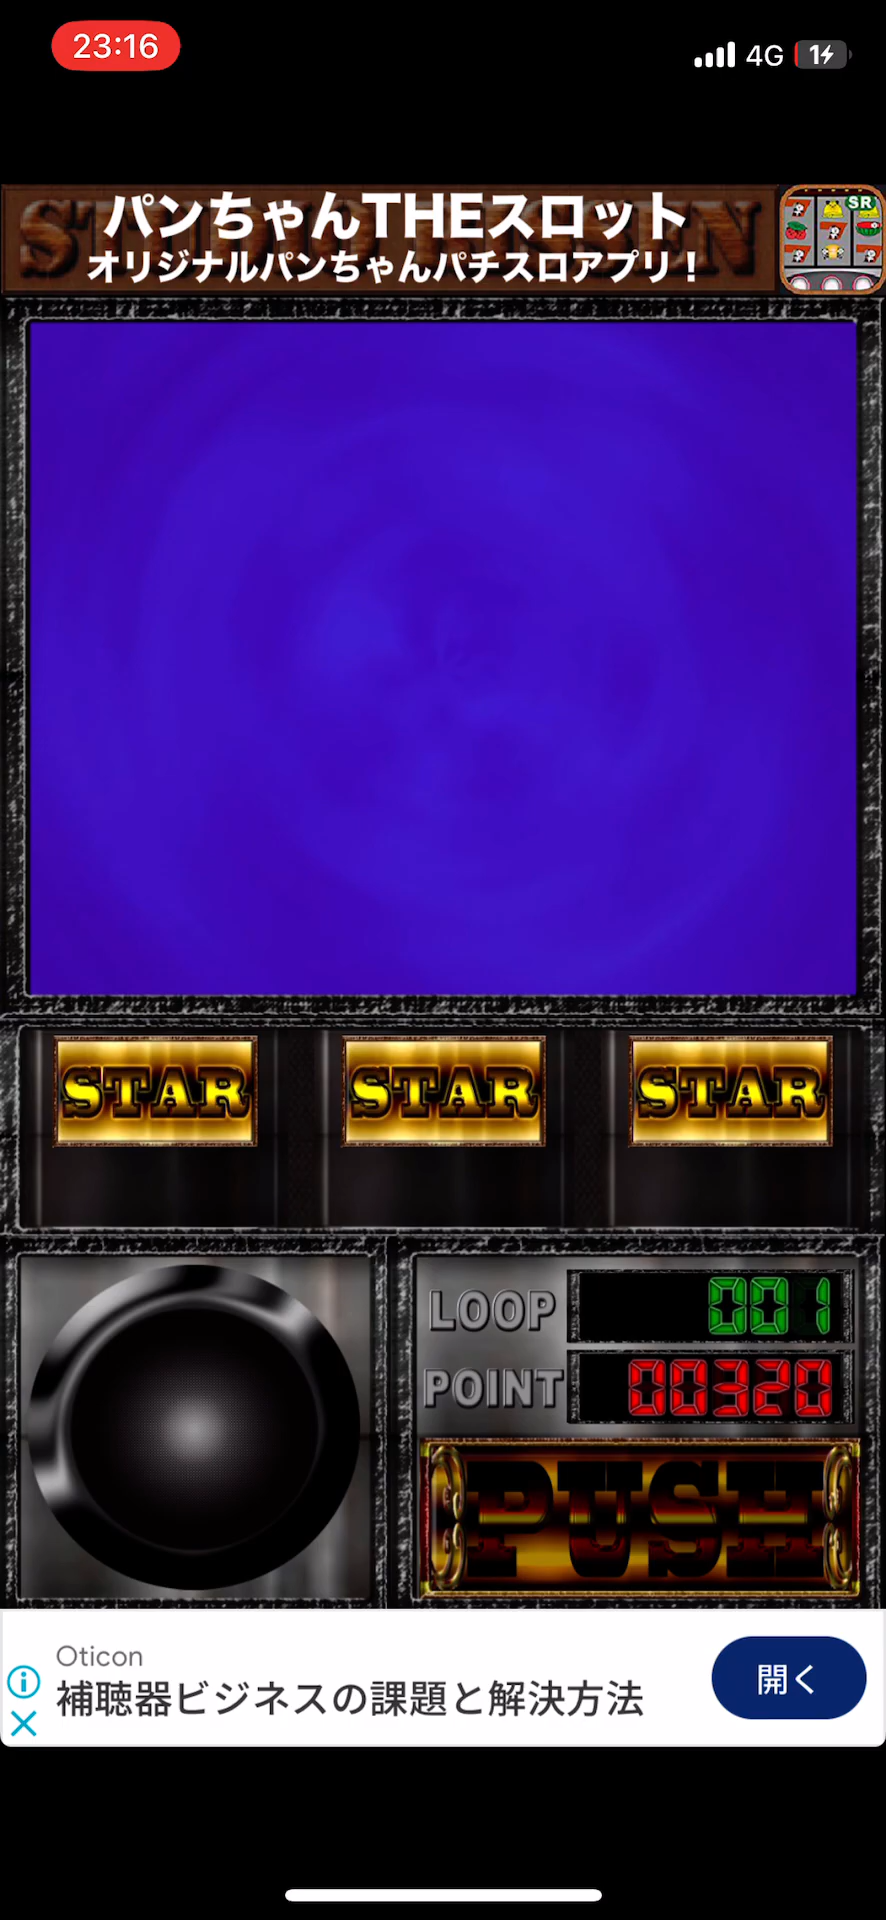 23:16
4G
1
パンちゃんTHEスロット
オリジナルパンちゃんパチスロアプリ！
SR
STAR STAR STAR
LOOP 001
POINT 00320
PUSH
Oticon
補聴器ビジネスの課題と解決方法
開く